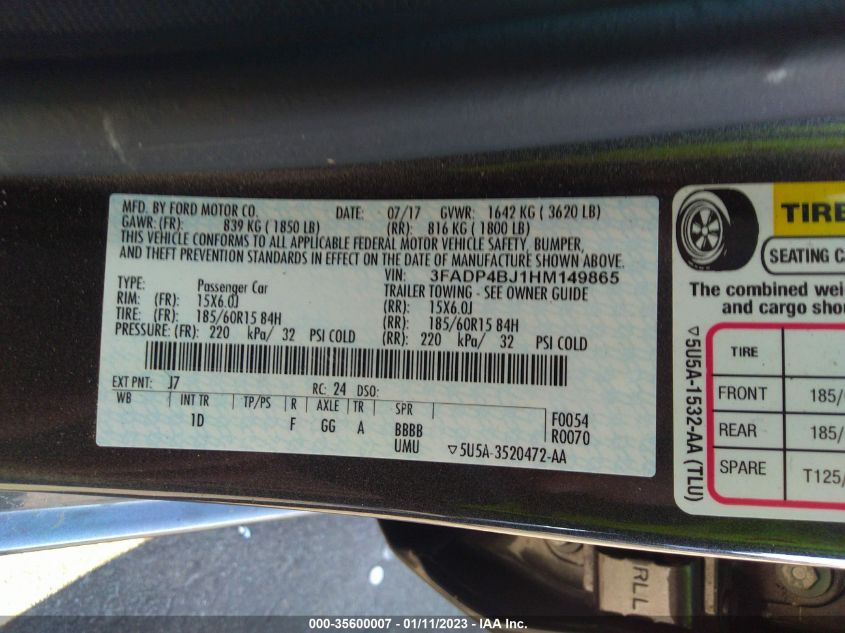 MFD. BY FORD MOTOR CO. DATE: 07/17 GVWR: 1642 KG ( 3620 LB)
GAWR: (FR): 839 KG ( 1850 LB) (RR): 816 KG ( 1800 LB)
THIS VEHICLE CONFORMS TO ALL APPLICABLE FEDERAL MOTOR VEHICLE SAFETY, BUMPER,
AND THEFT PREVENTION STANDARDS IN EFFECT ON THE DATE OF MANUFACTURE SHOWN ABOVE.
VIN: 3FADP4BJ1HM149865
TYPE: Passenger Car TRAILER TOWING - SEE OWNER GUIDE
RIM: (FR): 15X6.0J (RR): 15X6.0J
TIRE: (FR): 185/60R15 84H (RR): 185/60R15 84H
PRESSURE: (FR): 220 kPa/ 32 PSI COLD (RR): 220 kPa/ 32 PSI COLD
EXT PNT: J7 RC: 24 DSO:
WB INT TR TP/PS R AXLE TR SPR F0054
1D F GG A BBBB R0070
UMU ▽5U5A-3520472-AA
TIRE
SEATING CA
The combined wei
and cargo shou
TIRE
FRONT 185/
REAR 185/
SPARE T125/
▽5U5A-1532-AA (TLU)
RLL
000-35600007 - 01/11/2023 - IAA Inc.